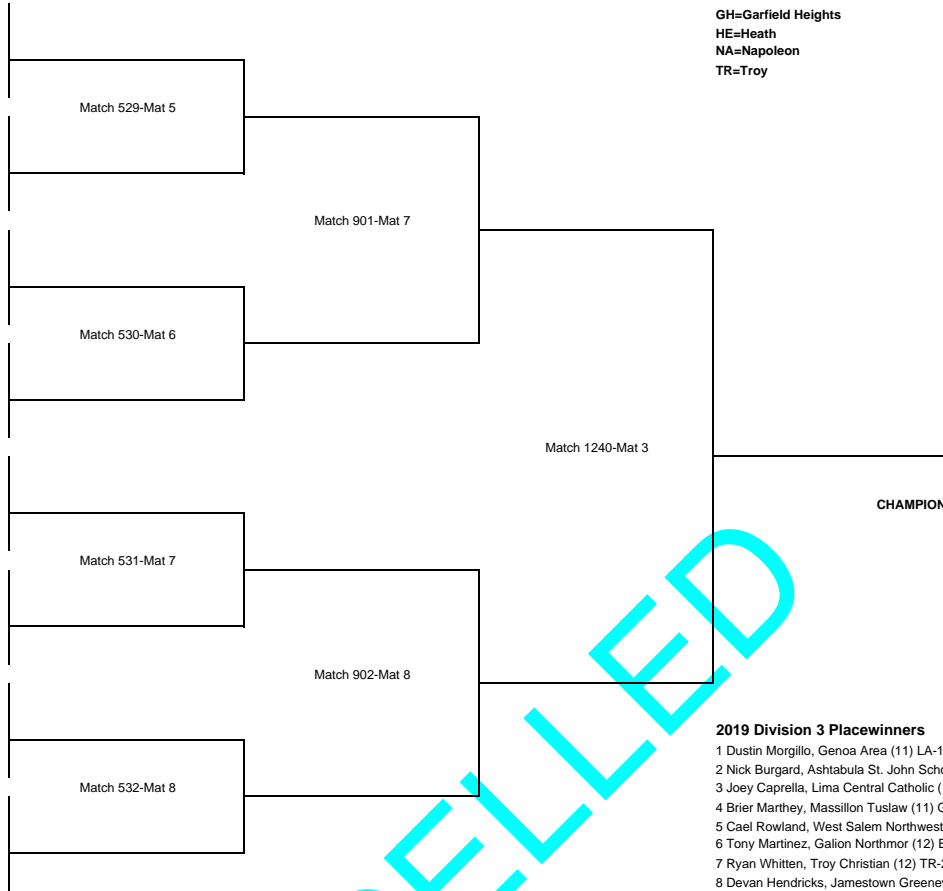 GH=Garfield Heights
HE=Heath
NA=Napoleon
TR=Troy
Match 529-Mat 5
Match 901-Mat 7
Match 530-Mat 6
Match 1240-Mat 3
CHAMPION
Match 531-Mat 7
Match 902-Mat 8
Match 532-Mat 8
ELLED
2019 Division 3 Placewinners
1 Dustin Morgillo, Genoa Area (11) LA-1
2 Nick Burgard, Ashtabula St. John Scho
3 Joey Caprella, Lima Central Catholic (
4 Brier Marthey, Massillon Tuslaw (11) G
5 Cael Rowland, West Salem Northwest
6 Tony Martinez, Galion Northmor (12) E
7 Ryan Whitten, Troy Christian (12) TR-2
8 Devan Hendricks, Jamestown Greenev